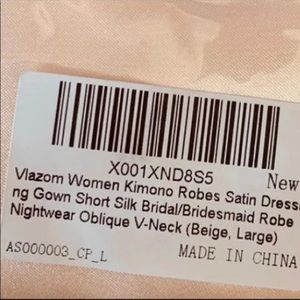 X001XND8S5
New
Vlazom Women Kimono Robes Satin Dressi
ng Gown Short Silk Bridal/Bridesmaid Robe
Nightwear Oblique V-Neck (Beige, Large)
AS000003_CP_L
MADE IN CHINA